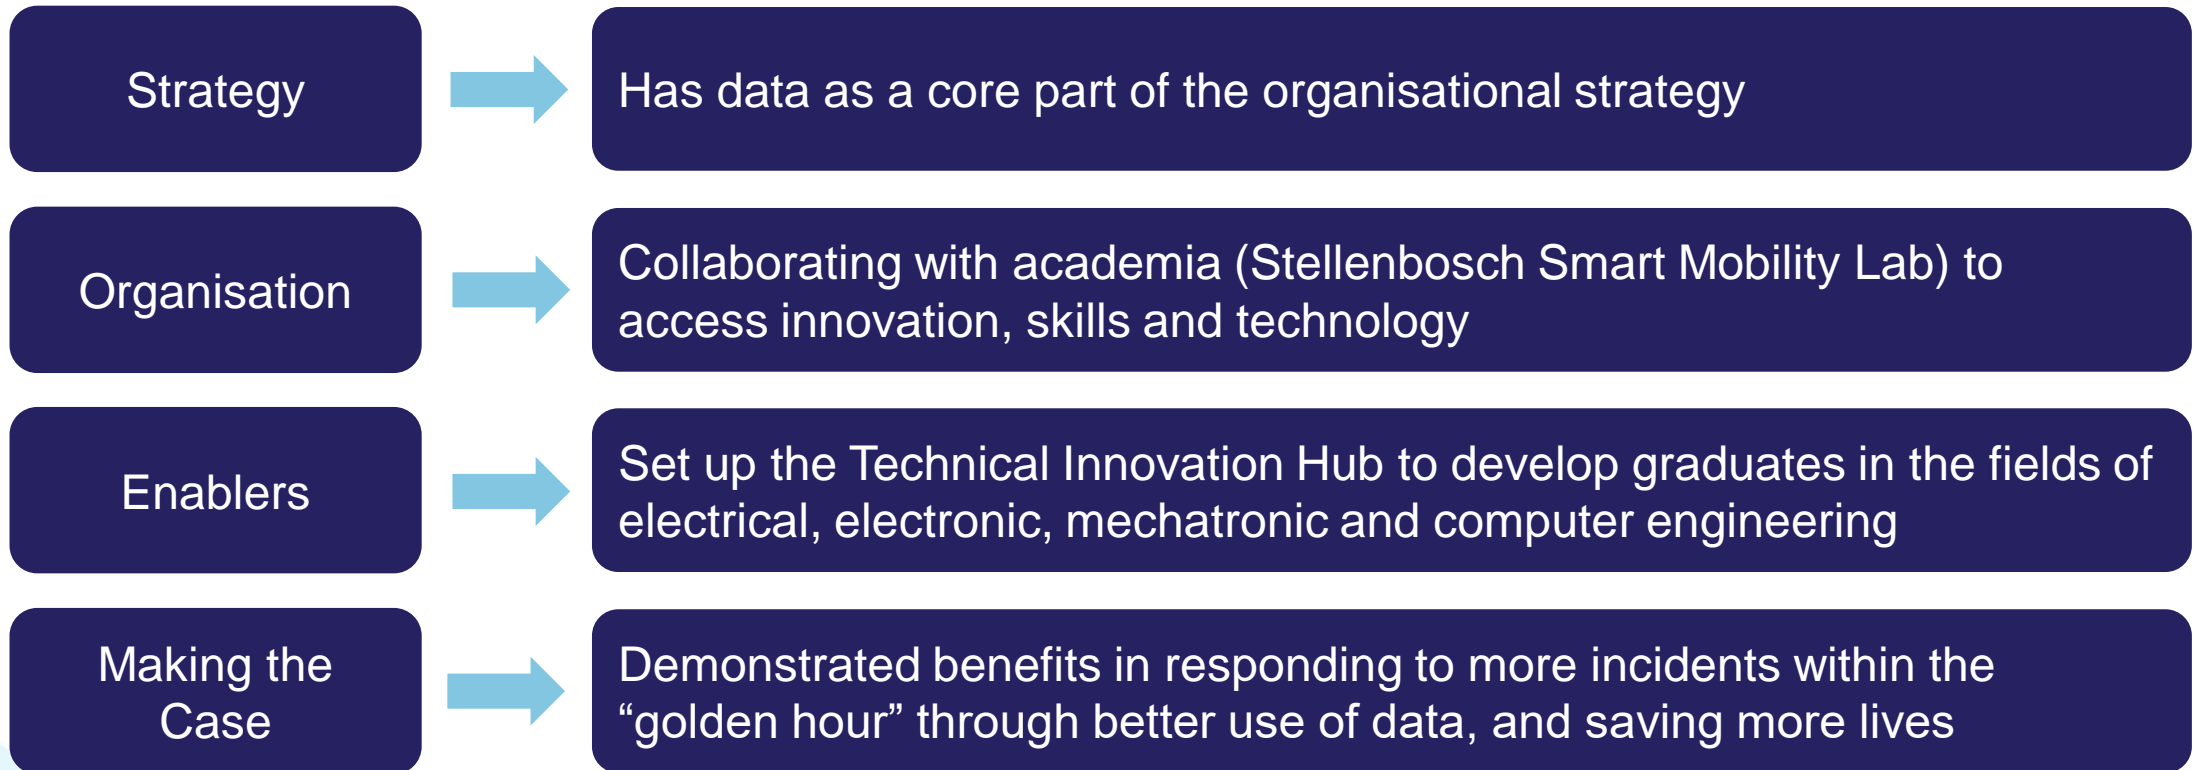 Strategy
Has data as a core part of the organisational strategy
Organisation
Collaborating with academia (Stellenbosch Smart Mobility Lab) to
access innovation, skills and technology
Enablers
Set up the Technical Innovation Hub to develop graduates in the fields of
electrical, electronic, mechatronic and computer engineering
Making the
Case
Demonstrated benefits in responding to more incidents within the
“golden hour” through better use of data, and saving more lives